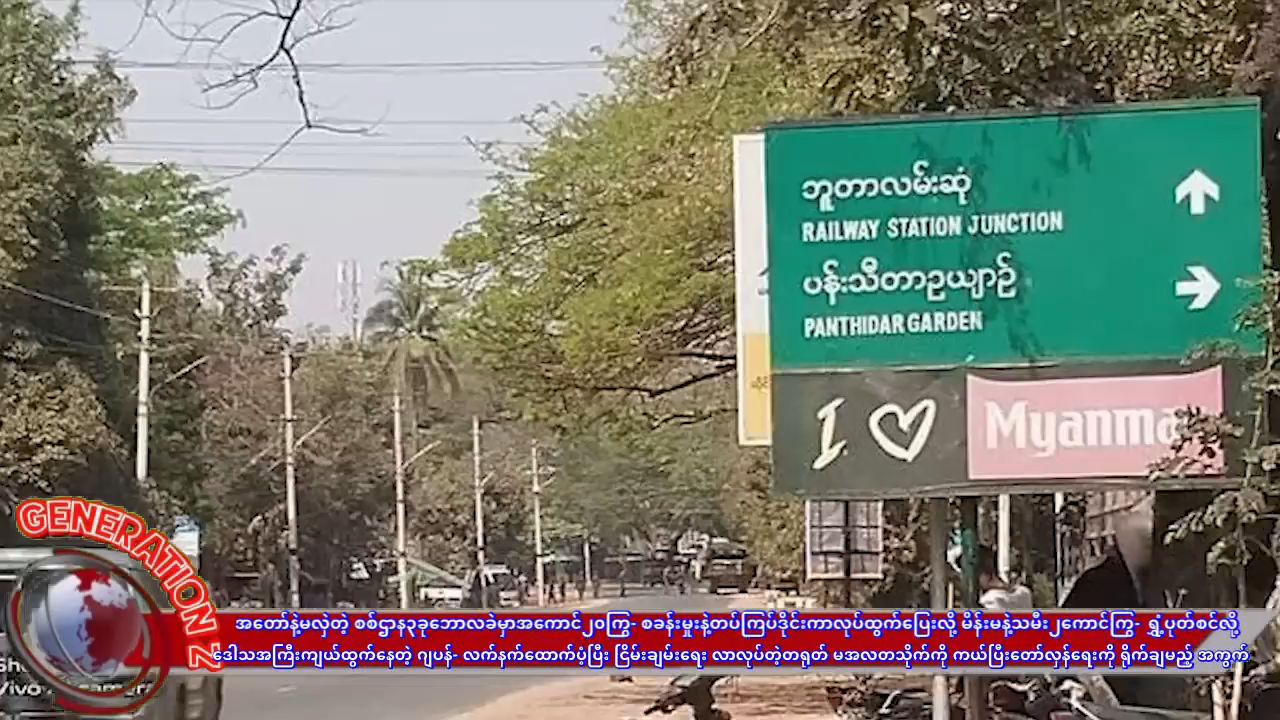 ဘူတာလမ်းဆုံ
RAILWAY STATION JUNCTION
ပန်းသီတာဥယျာဉ်
PANTHIDAR GARDEN
I
Myanma
GENERATION Z
အတော်နဲ့မလှဲတဲ့ စစ်ဌာန၃ခုဘောလခဲမှာအကောင်၂၀ကြွ- စခန်းမှူးနဲ့တပ်ကြပ်ဒိုင်းကာလုပ်ထွက်ပြေးလို့ မိန်းမနဲ့သမီး၂ကောင်ကြွ- ရွှံ့ပုတ်စင်လို့
ဒေါသအကြီးကျယ်ထွက်နေတဲ့ ဂျပန်- လက်နက်ထောက်ပံ့ပြီး ငြိမ်းချမ်းရေး လာလုပ်တဲ့တရုတ် မအလတသိုက်ကို ကယ်ပြီးတော်လှန်ရေးကို ရိုက်ချမည့် အကွက်